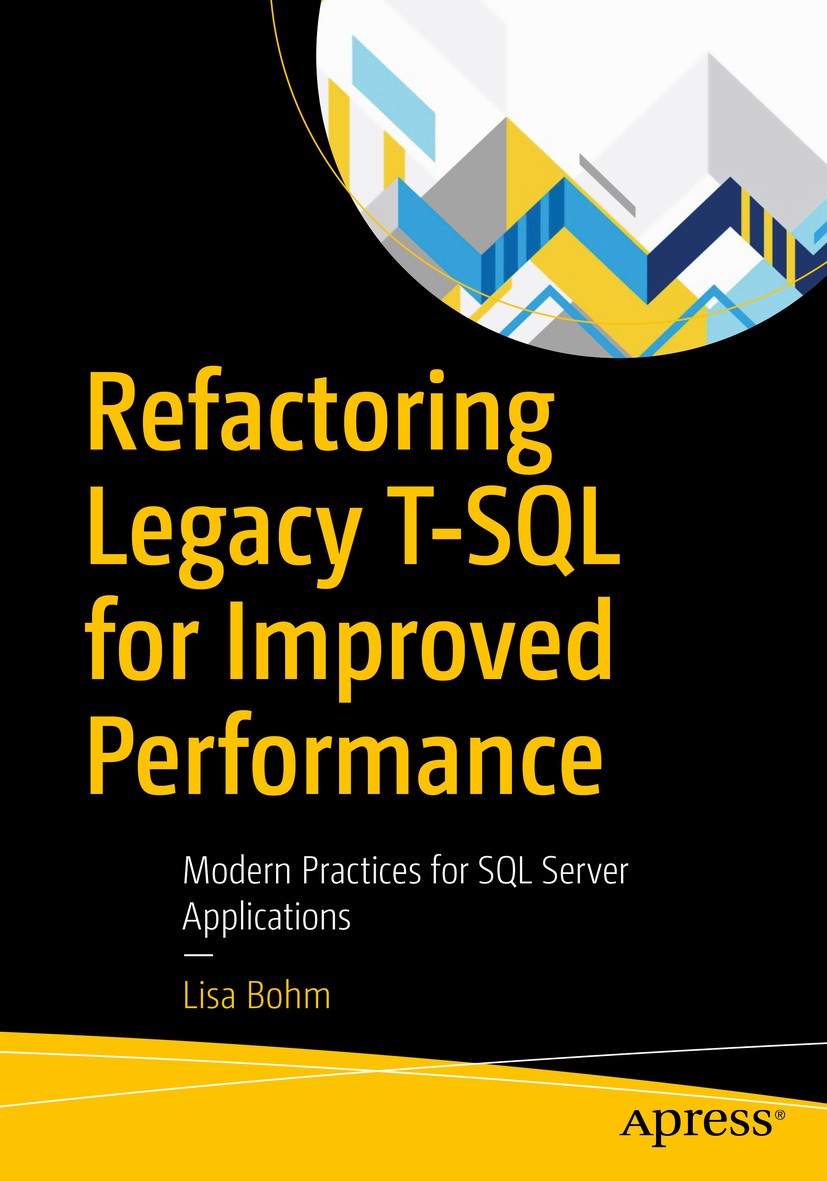 Refactoring
Legacy T-SQL
for Improved
Performance
Modern Practices for SQL Server
Applications
—
Lisa Bohm
Apress®